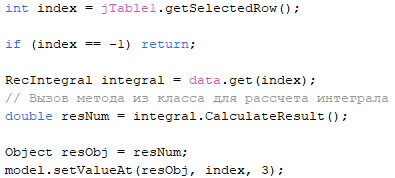 int index = jTable1.getSelectedRow();
if (index == -1) return;
RecIntegral integral = data.get(index);
// Вызов метода из класса для рассчета интеграла
double resNum = integral.CalculateResult();
Object resObj = resNum;
model.setValueAt(resObj, index, 3);